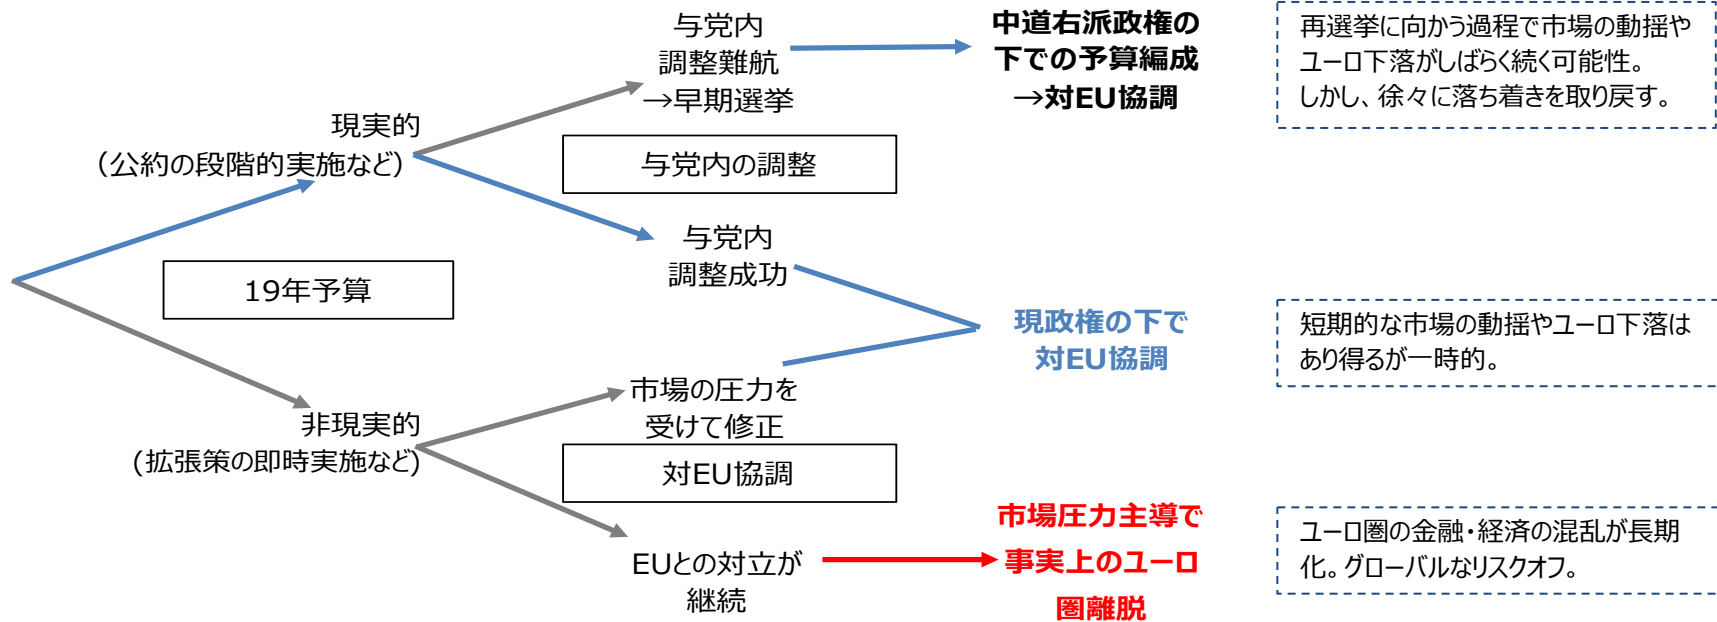 与党内
調整難航
→早期選挙
中道右派政権の
下での予算編成
→対EU協調
再選挙に向かう過程で市場の動揺や
ユーロ下落がしばらく続く可能性。
しかし、徐々に落ち着きを取り戻す。
現実的
（公約の段階的実施など）
与党内の調整
与党内
調整成功
19年予算
現政権の下で
対EU協調
短期的な市場の動揺やユーロ下落は
あり得るが一時的。
市場の圧力を
受けて修正
非現実的
(拡張策の即時実施など)
対EU協調
市場圧力主導で
事実上のユーロ
圏離脱
EUとの対立が
継続
ユーロ圏の金融・経済の混乱が長期
化。グローバルなリスクオフ。